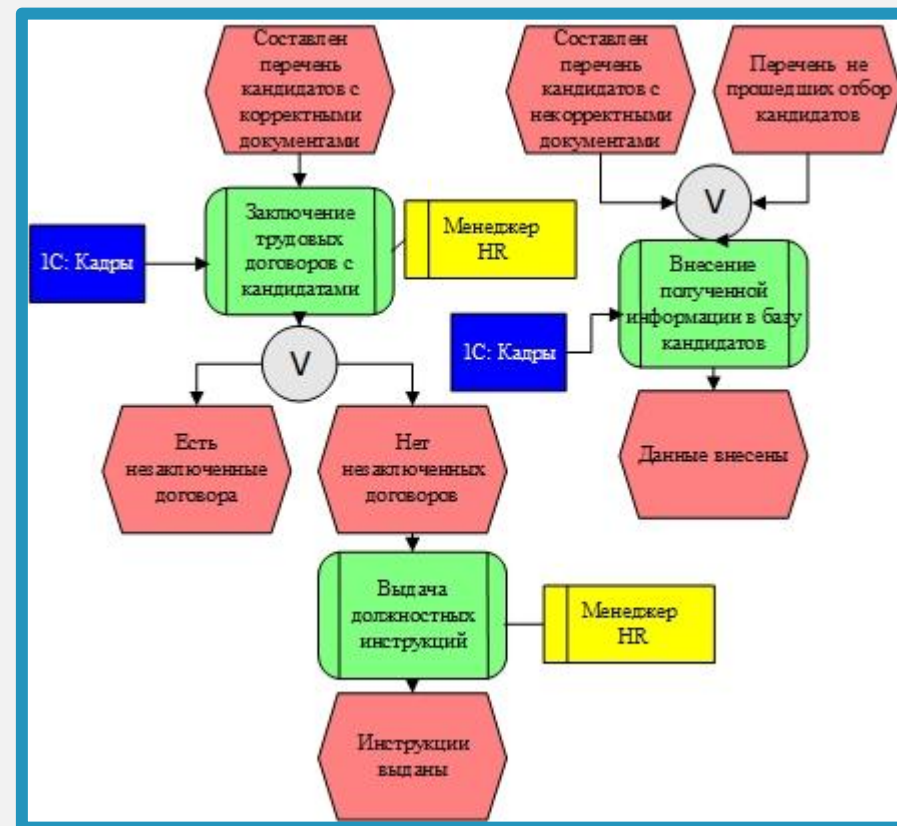 Составлен
перечень
кандидатов с
корректными
документами
Составлен
перечень
кандидатов с
некорректными
документами
Перечень не
прошедших отбор
кандидатов
V
Заключение
трудовых
договоров с
кандидатами
Менеджер
HR
1С: Кадры
Внесение
полученной
информации в базу
кандидатов
1С: Кадры
V
Есть
незаключенные
договора
Нет
незаключенных
договоров
Данные внесены
Выдача
должностных
инструкций
Менеджер
HR
Инструкции
выданы